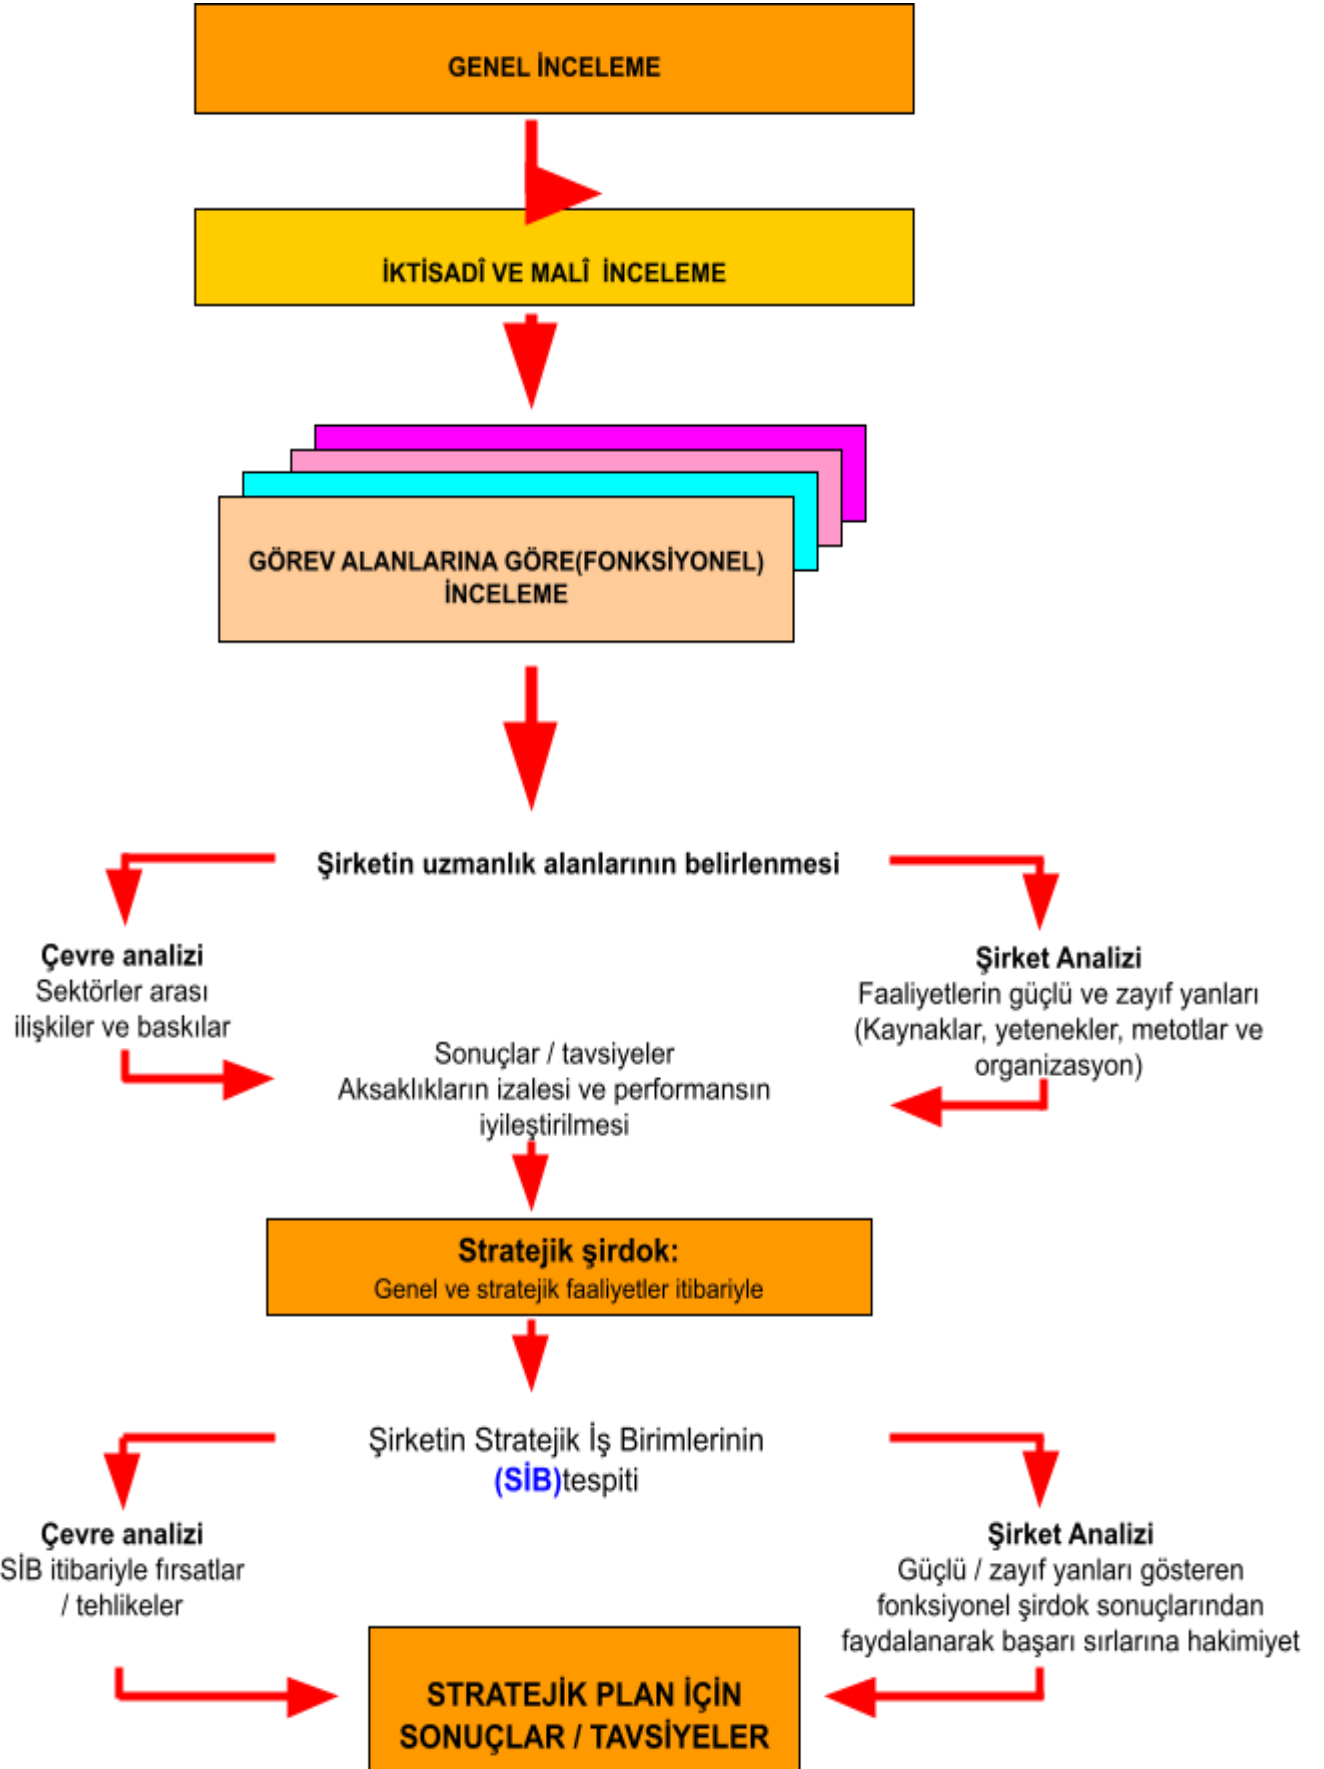 GENEL İNCELEME
İKTİSADÎ VE MALÎ İNCELEME
GÖREV ALANLARINA GÖRE(FONKSİYONEL)
İNCELEME
Şirketin uzmanlık alanlarının belirlenmesi
Çevre analizi
Sektörler arası
ilişkiler ve baskılar
Şirket Analizi
Faaliyetlerin güçlü ve zayıf yanları
(Kaynaklar, yetenekler, metotlar ve
organizasyon)
Sonuçlar / tavsiyeler
Aksaklıkların izalesi ve performansın
iyileştirilmesi
Stratejik şirdok:
Genel ve stratejik faaliyetler itibariyle
Şirketin Stratejik İş Birimlerinin
(SİB)tespiti
Çevre analizi
SİB itibariyle fırsatlar
/ tehlikeler
Şirket Analizi
Güçlü / zayıf yanları gösteren
fonksiyonel şirdok sonuçlarından
faydalanarak başarı sırlarına hakimiyet
STRATEJİK PLAN İÇİN
SONUÇLAR / TAVSİYELER